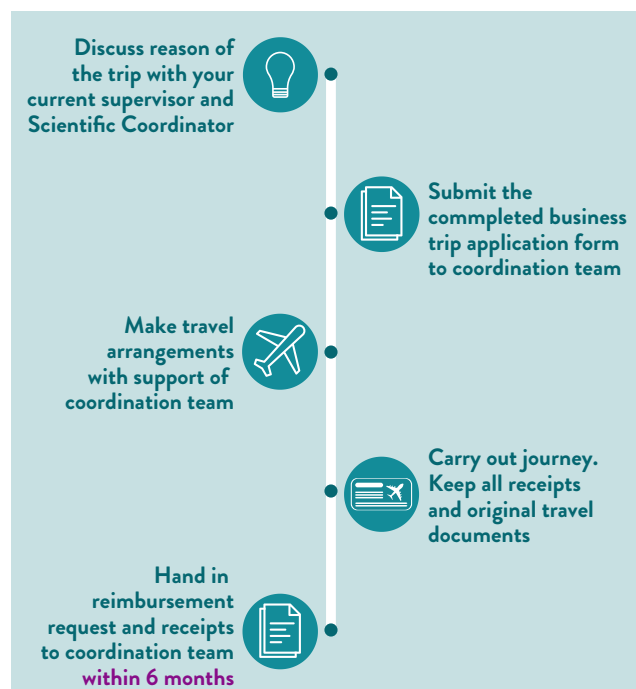 Discuss reason of
the trip with your
current supervisor and
Scientific Coordinator
Submit the
commpleted business
trip application form
to coordination team
Make travel
arrangements
with support of
coordination team
Carry out journey.
Keep all receipts
and original travel
documents
Hand in
reimbursement
request and receipts
to coordination team
within 6 months